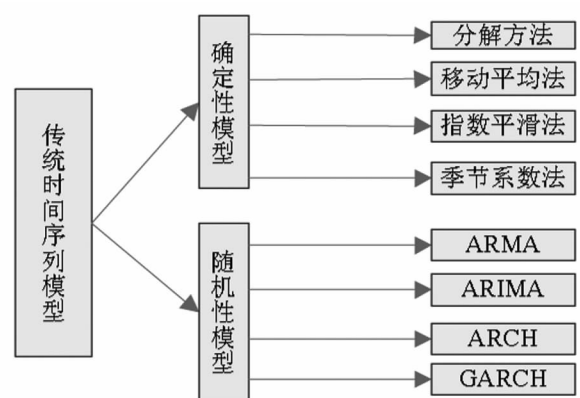 传统时间序列模型
确定性模型
分解方法
移动平均法
指数平滑法
季节系数法
随机性模型
ARMA
ARIMA
ARCH
GARCH